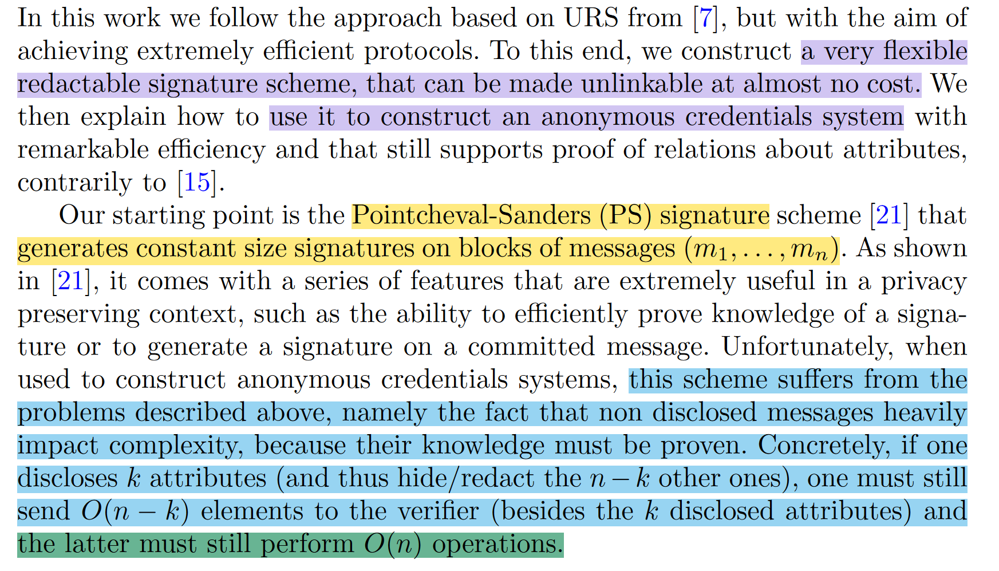 In this work we follow the approach based on URS from [7], but with the aim of
achieving extremely efficient protocols. To this end, we construct a very flexible
redactable signature scheme, that can be made unlinkable at almost no cost. We
then explain how to use it to construct an anonymous credentials system with
remarkable efficiency and that still supports proof of relations about attributes,
contrarily to [15].
Our starting point is the Pointcheval-Sanders (PS) signature scheme [21] that
generates constant size signatures on blocks of messages (m₁, . . . , mₙ). As shown
in [21], it comes with a series of features that are extremely useful in a privacy
preserving context, such as the ability to efficiently prove knowledge of a signa-
ture or to generate a signature on a committed message. Unfortunately, when
used to construct anonymous credentials systems, this scheme suffers from the
problems described above, namely the fact that non disclosed messages heavily
impact complexity, because their knowledge must be proven. Concretely, if one
discloses k attributes (and thus hide/redact the n − k other ones), one must still
send O(n − k) elements to the verifier (besides the k disclosed attributes) and
the latter must still perform O(n) operations.